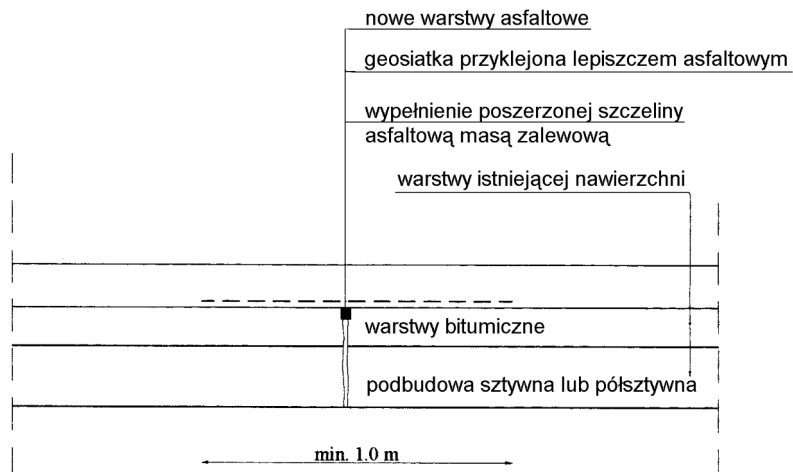 nowe warstwy asfaltowe
geosiatka przyklejona lepiszczem asfaltowym
wypełnienie poszerzonej szczeliny
asfaltową masą zalewową
warstwy istniejącej nawierzchni
warstwy bitumiczne
podbudowa sztywna lub półsztywna
min. 1.0 m